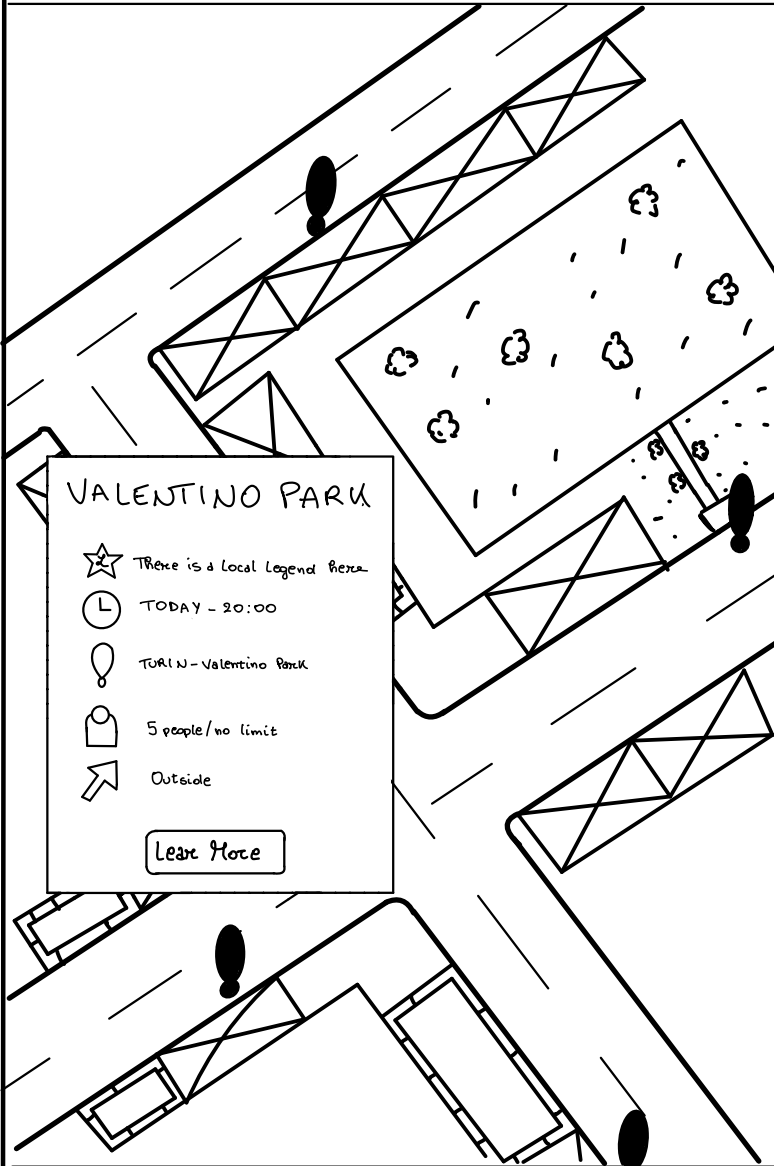 VALENTINO PARK
L
There is a Local Legend here
TODAY - 20:00
TURIN - Valentino Park
5 people/no limit
Outside
Lear More